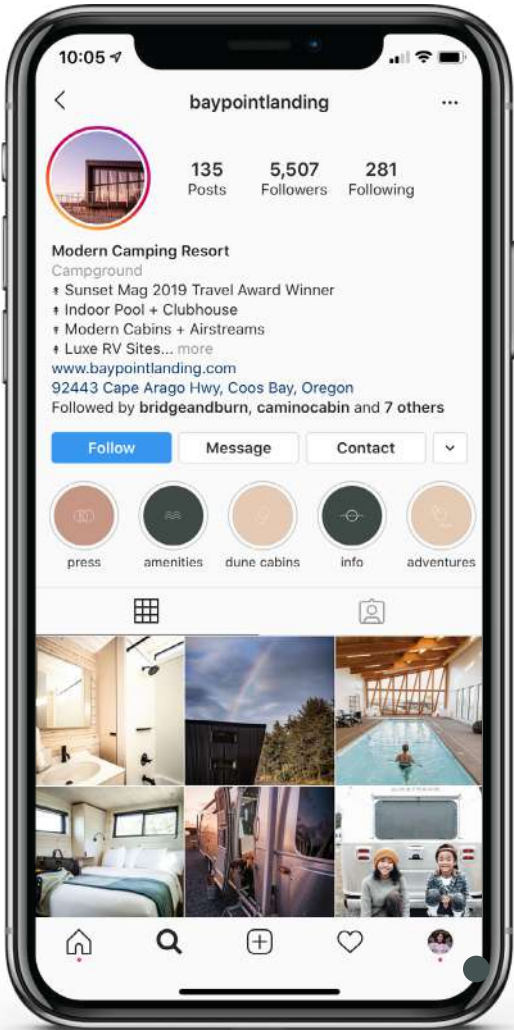 10:05
baypointlanding
135 5,507 281
Posts Followers Following
Modern Camping Resort
Campground
Sunset Mag 2019 Travel Award Winner
Indoor Pool + Clubhouse
Modern Cabins + Airstreams
Luxe RV Sites... more
www.baypointlanding.com
92443 Cape Arago Hwy, Coos Bay, Oregon
Followed by bridgeandburn, caminocabin and 7 others
Follow Message Contact
press amenities dune cabins info adventures
AIRSTREAM